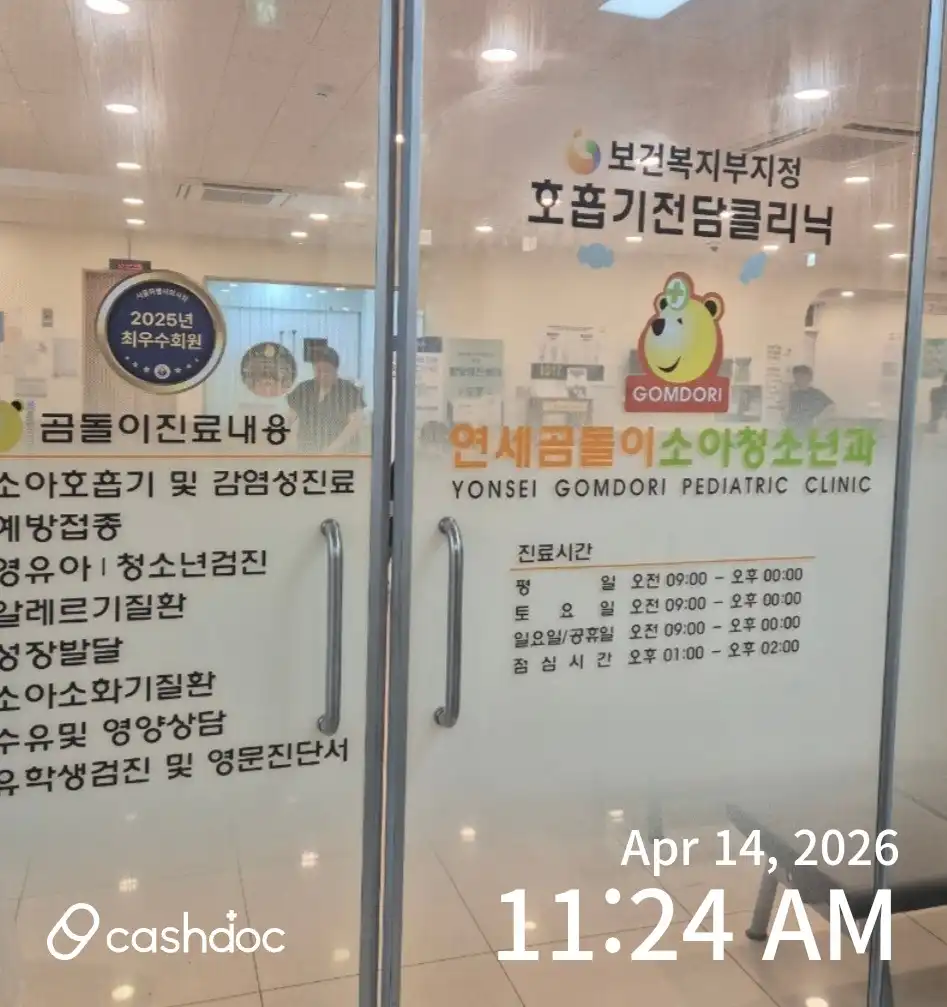 서울특별시의사회
2025년
최우수회원
곰돌이진료내용
소아호흡기 및 감염성진료
예방접종
영유아 | 청소년검진
알레르기질환
성장발달
소아소화기질환
수유및 영양상담
유학생검진 및 영문진단서
보건복지부지정
호흡기전담클리닉
GOMDORI
연세곰돌이소아청소년과
YONSEI GOMDORI PEDIATRIC CLINIC
진료시간
평 일 오전 09:00 - 오후 00:00
토 요 일 오전 09:00 - 오후 00:00
일요일/공휴일 오전 09:00 - 오후 00:00
점 심 시 간 오후 01:00 - 오후 02:00
Apr 14, 2026
11:24 AM
cashdoc